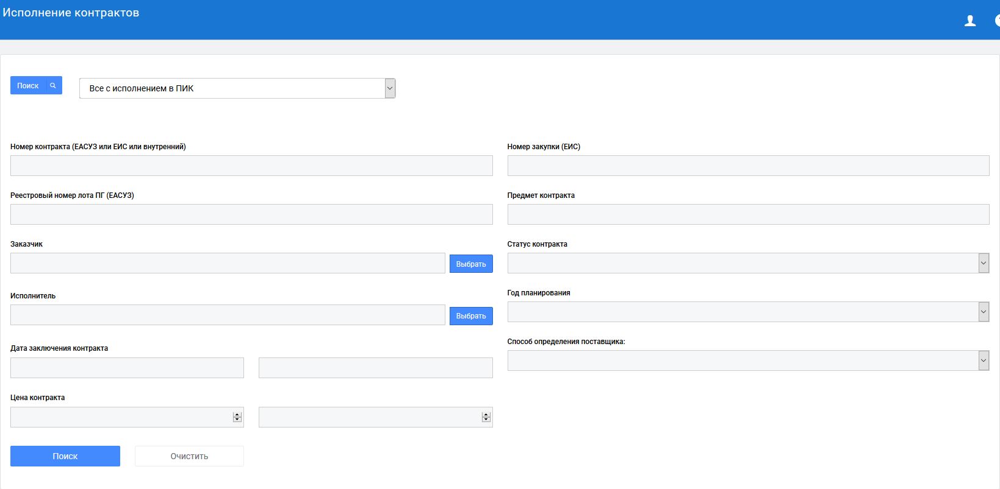 Исполнение контрактов
Поиск
Все с исполнением в ПИК
Номер контракта (ЕАСУЗ или ЕИС или внутренний)
Номер закупки (ЕИС)
Реестровый номер лота ПГ (ЕАСУЗ)
Предмет контракта
Заказчик
Выбрать
Статус контракта
Исполнитель
Выбрать
Год планирования
Дата заключения контракта
Способ определения поставщика:
Цена контракта
Поиск
Очистить